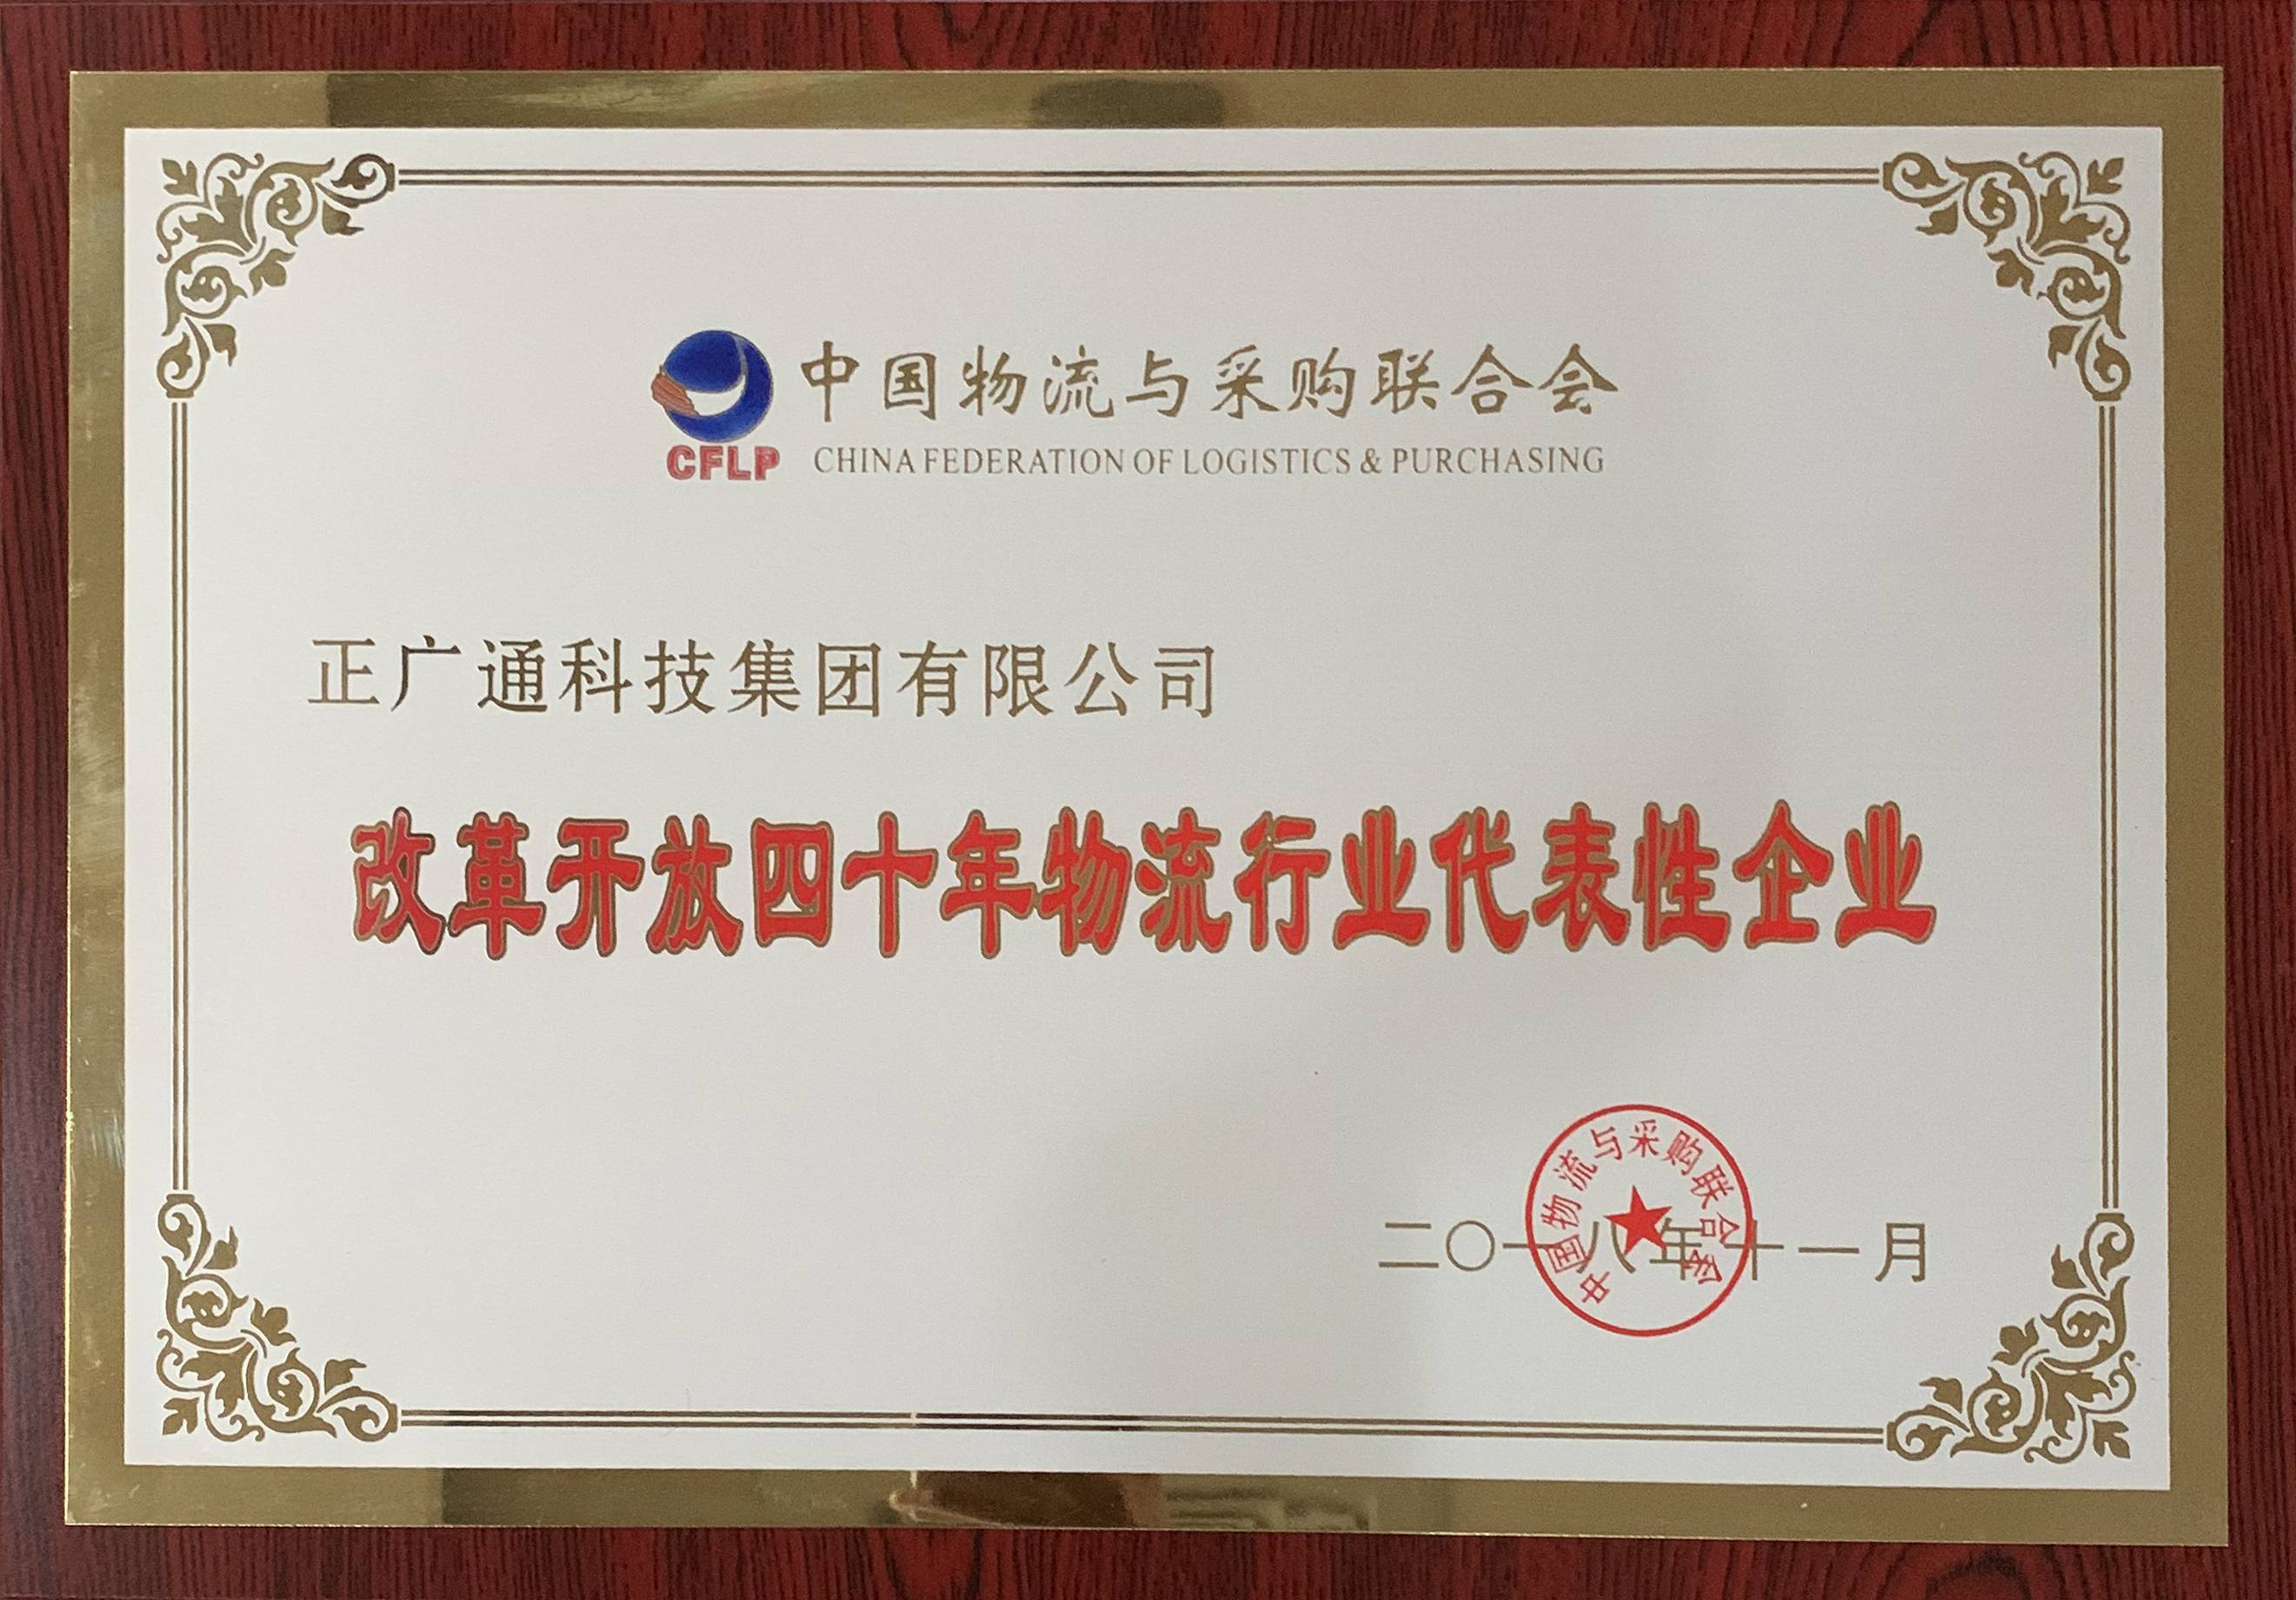 中国物流与采购联合会
CFLP CHINA FEDERATION OF LOGISTICS & PURCHASING
正广通科技集团有限公司
改革开放四十年物流行业代表性企业
中国物流与采购联合会
二〇一八年十一月